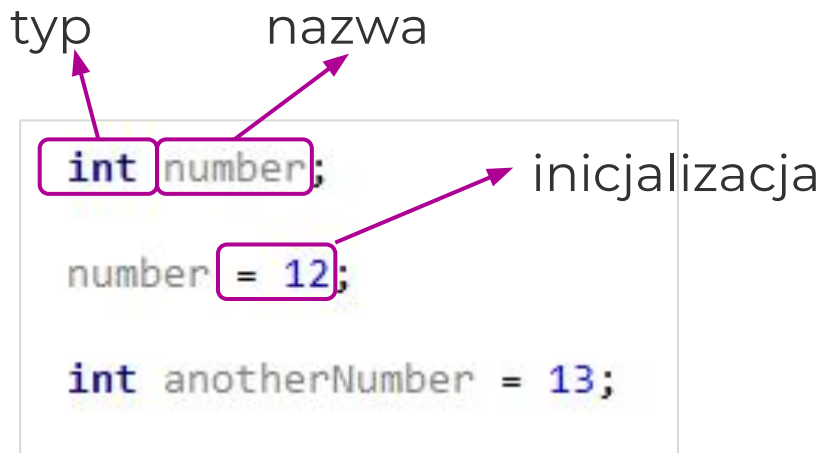 typ nazwa
int number;
inicjalizacja
number = 12;
int anotherNumber = 13;